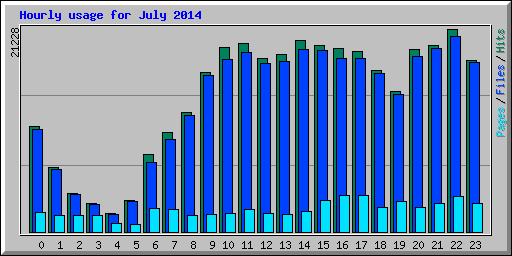 Hourly usage for July 2014
21228
Pages/Files/Hits
0 1 2 3 4 5 6 7 8 9 10 11 12 13 14 15 16 17 18 19 20 21 22 23